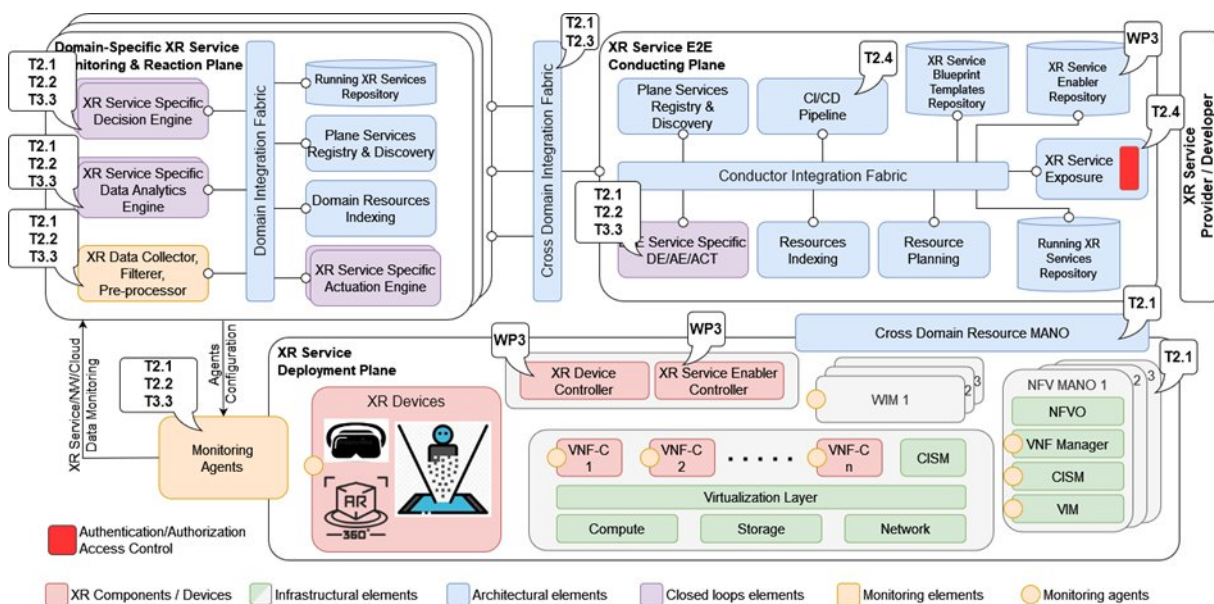 Domain-Specific XR Service
Monitoring & Reaction Plane
T2.1
T2.2
T3.3
XR Service Specific
Decision Engine
T2.1
T2.2
T3.3
XR Service Specific
Data Analytics
Engine
T2.1
T2.2
T3.3
XR Data Collector,
Filterer,
Pre-processor
Domain Integration Fabric
Running XR Services
Repository
Plane Services
Registry & Discovery
Domain Resources
Indexing
XR Service Specific
Actuation Engine
T2.1
T2.3
Cross Domain Integration Fabric
XR Service E2E
Conducting Plane
Plane Services
Registry &
Discovery
T2.4
CI/CD
Pipeline
XR Service
Blueprint
Templates
Repository
WP3
XR Service
Enabler
Repository
T2.4
XR Service
Exposure
Conductor Integration Fabric
T2.1
T2.2
T3.3
Service Specific
DE/AE/ACT
Resources
Indexing
Resource
Planning
Running XR
Services
Repository
XR Service
Provider / Developer
T2.1
Cross Domain Resource MANO
XR Service/NW/Cloud
Data Monitoring
Agents
Configuration
T2.1
T2.2
T3.3
Monitoring
Agents
XR Service
Deployment Plane
XR Devices
AR
360°
WP3
XR Device
Controller
WP3
XR Service Enabler
Controller
WIM 1
2
3
T2.1
NFV MANO 1
2
3
NFVO
VNF Manager
CISM
VIM
VNF-C
1
VNF-C
2
VNF-C
n
CISM
Virtualization Layer
Compute
Storage
Network
Authentication/Authorization
Access Control
XR Components / Devices
Infrastructural elements
Architectural elements
Closed loops elements
Monitoring elements
Monitoring agents